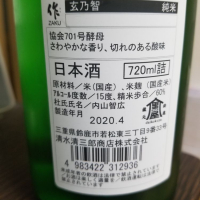 作
ZAKU
玄乃智
純米
協会701号酵母
さわやかな香り、切れのある酸味
日本酒
720ml詰
原材料/米(国産)、米麹(国産米)
アルコール度数/15度、精米歩合/60%
杜氏氏名/内山智広
製造年月
2020.4
三重県鈴鹿市若松東三丁目9番33号
清水清三郎商店株式会社
4 983422 312936